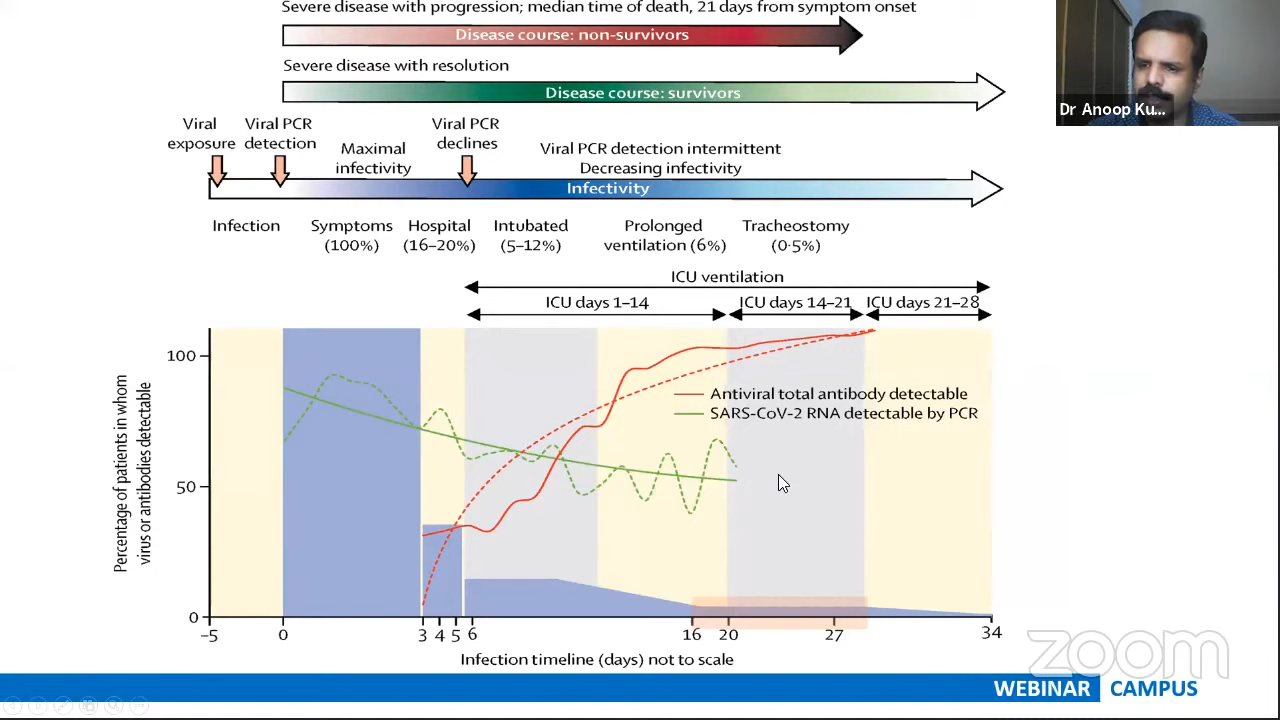 Severe disease with progression; median time of death, 21 days from symptom onset
Disease course: non-survivors
Severe disease with resolution
Disease course: survivors
Viral exposure
Viral PCR detection
Maximal infectivity
Viral PCR declines
Viral PCR detection intermittent
Decreasing infectivity
Infectivity
Infection
Symptoms (100%)
Hospital (16–20%)
Intubated (5–12%)
Prolonged ventilation (6%)
Tracheostomy (0·5%)
ICU ventilation
ICU days 1–14
ICU days 14–21
ICU days 21–28
Percentage of patients in whom
virus or antibodies detectable
100
50
0
Antiviral total antibody detectable
SARS-CoV-2 RNA detectable by PCR
–5 0 3 4 5 6 16 20 27 34
Infection timeline (days) not to scale
Dr Anoop Ku...
zoom
WEBINAR CAMPUS